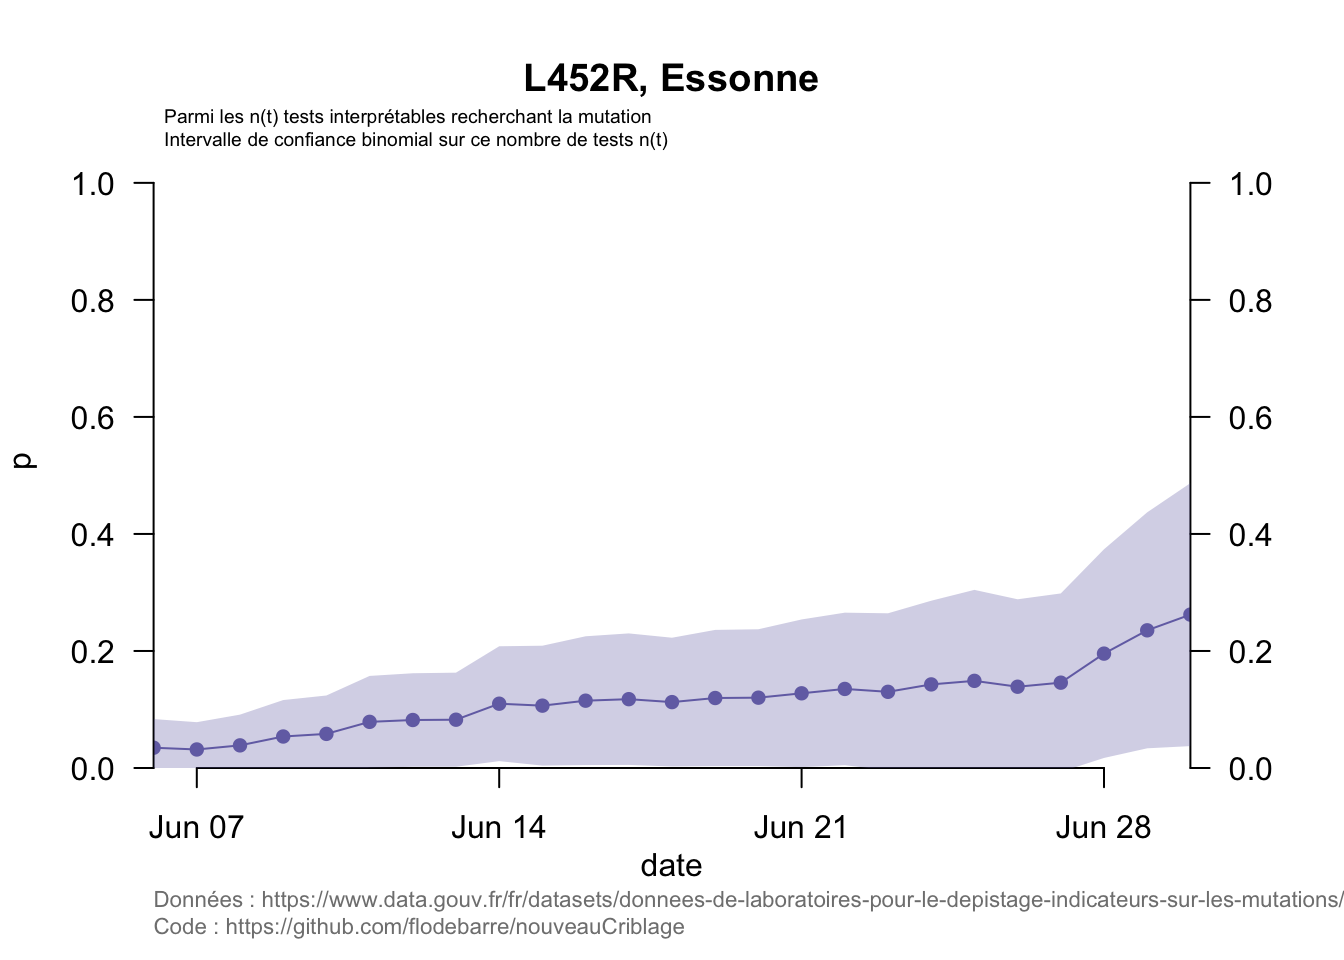 L452R, Essonne
Parmi les n(t) tests interprétables recherchant la mutation
Intervalle de confiance binomial sur ce nombre de tests n(t)
1.0 1.0
0.8 0.8
0.6 0.6
p
0.4 0.4
0.2 0.2
0.0 0.0
Jun 07 Jun 14 Jun 21 Jun 28
date
Données : https://www.data.gouv.fr/fr/datasets/donnees-de-laboratoires-pour-le-depistage-indicateurs-sur-les-mutations/
Code : https://github.com/flodebarre/nouveauCriblage